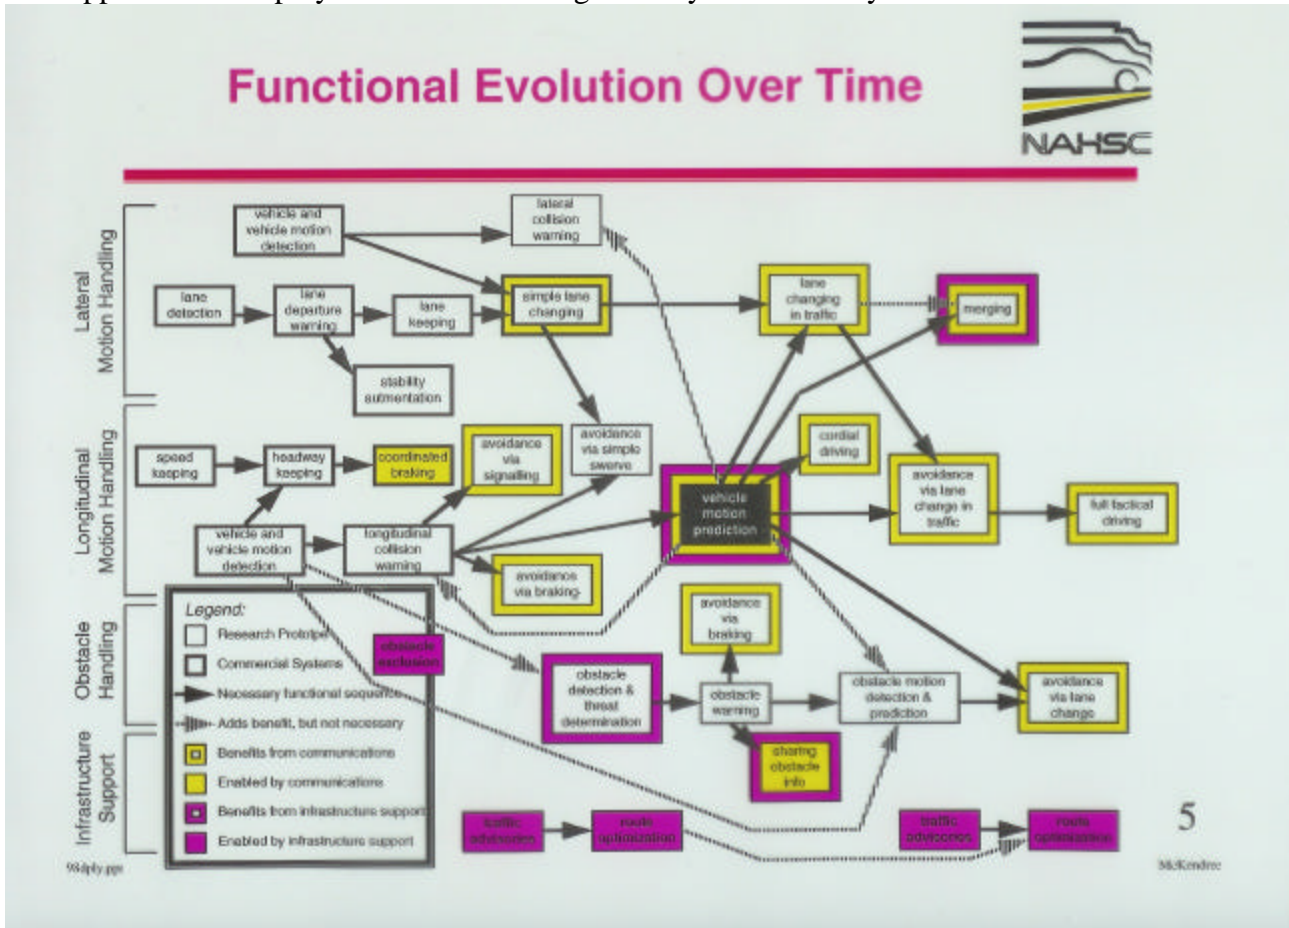 Functional Evolution Over Time
NAHSC
Lateral
Motion Handling
vehicle and
vehicle motion
detection
lateral
collision
warning
lane
detection
lane
departure
warning
lane
keeping
simple lane
changing
lane
changing
in traffic
merging
stability
autmentation
Longitudinal
Motion Handling
speed
keeping
headway
keeping
coordinated
braking
avoidance
via
signalling
avoidance
via simple
swerve
cordial
driving
vehicle
motion
prediction
avoidance
via lane
change in
traffic
full factical
driving
vehicle and
vehicle motion
detection
longitudinal
collision
warning
avoidance
via braking-
Obstacle
Handling
obstacle
exclusion
obstacle
detection &
threat
determination
avoidance
via
braking
obstacle
warning
obstacle motion
detection &
prediction
avoidance
via lane
change
sharing
obstacle
info
Infrastructure
Support
traffic
route
optimization
traffic
route
optimization
Legend:
Research Prototpe
Commercial Systems
Necessary functional sequence
Adds benefit, but not necessary
Benefits from communications
Enabled by communications
Benefits from infrastructure support
Enabled by infrastructure support
5
98dply.ppt
McKendree